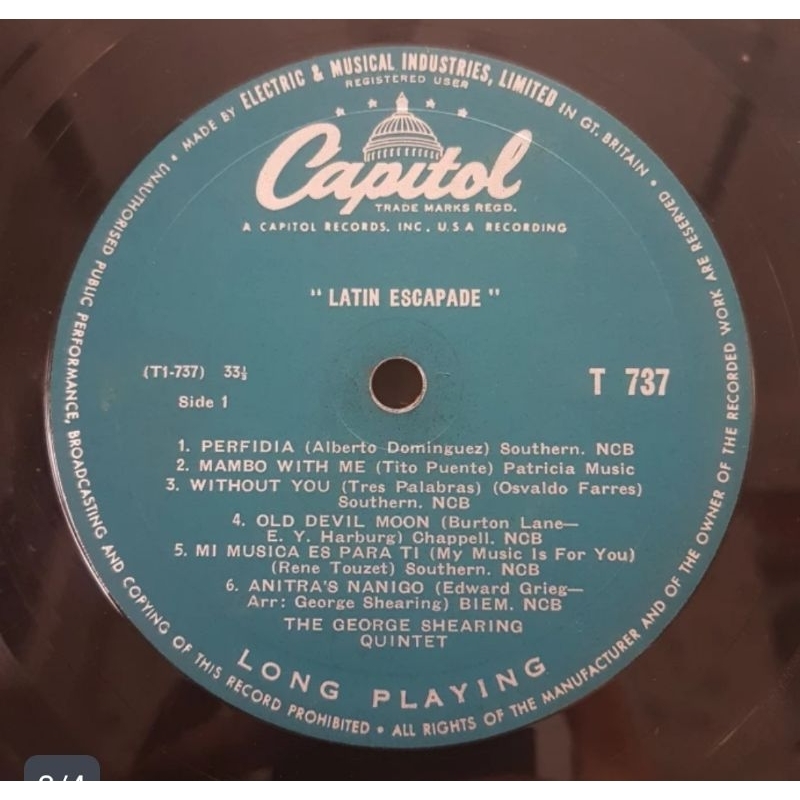 MADE BY ELECTRIC & MUSICAL INDUSTRIES, LIMITED IN GT. BRITAIN • ALL RIGHTS OF THE MANUFACTURER AND OF THE OWNER OF THE RECORDED WORK ARE RESERVED
REGISTERED USER
Capitol
TRADE MARKS REGD.
A CAPITOL RECORDS, INC., U.S.A RECORDING
"LATIN ESCAPADE"
(T1-737) 33⅓
T 737
Side 1
1. PERFIDIA (Alberto Dominguez) Southern. NCB
2. MAMBO WITH ME (Tito Puente) Patricia Music
3. WITHOUT YOU (Tres Palabras) (Osvaldo Farres)
Southern. NCB
4. OLD DEVIL MOON (Burton Lane—
E. Y. Harburg) Chappell. NCB
5. MI MUSICA ES PARA TI (My Music Is For You)
(Rene Touzet) Southern. NCB
6. ANITRA'S NANIGO (Edward Grieg—
Arr: George Shearing) BIEM. NCB
THE GEORGE SHEARING
QUINTET
LONG PLAYING
UNAUTHORISED PUBLIC PERFORMANCE, BROADCASTING AND COPYING OF THIS RECORD PROHIBITED •